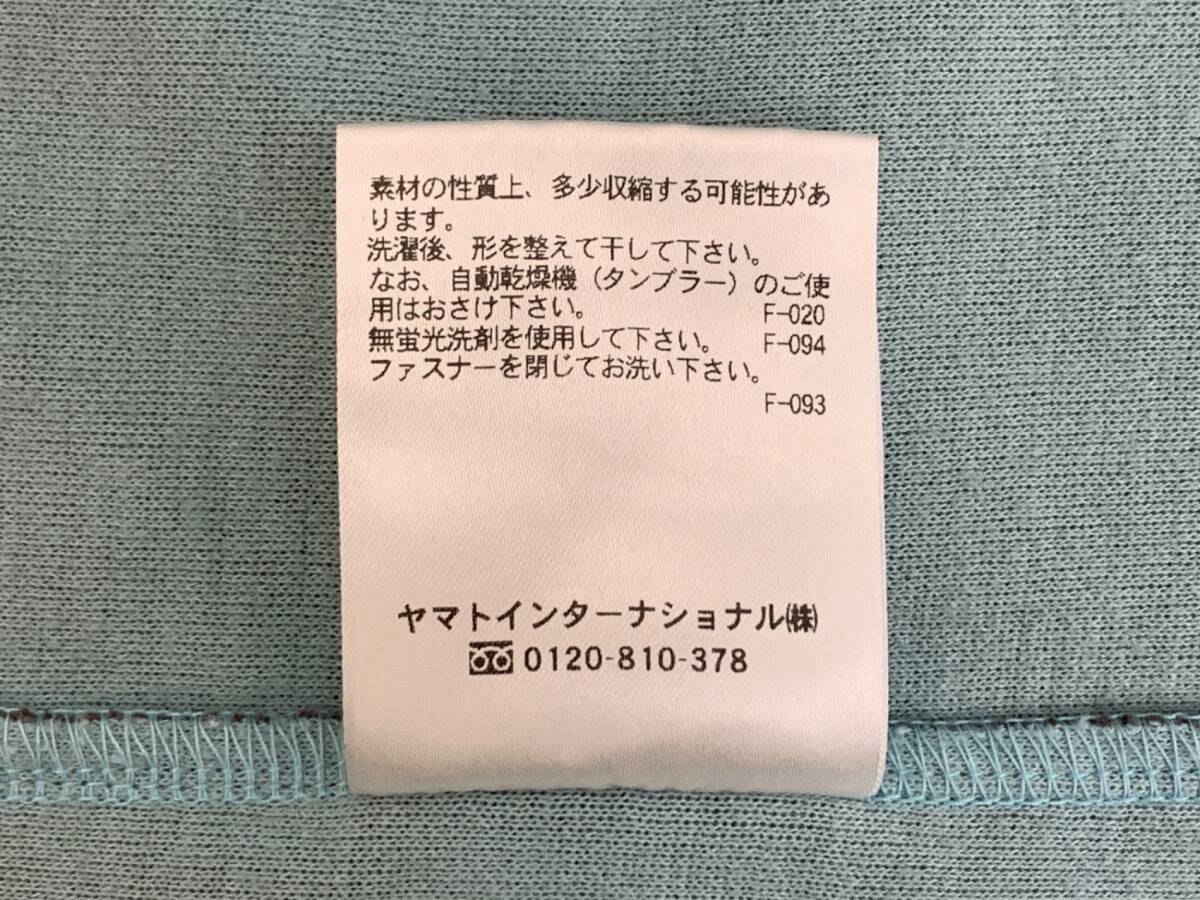 素材の性質上、多少収縮する可能性があ
ります。
洗濯後、形を整えて干して下さい。
なお、自動乾燥機（タンブラー）のご使
用はおさけ下さい。 F-020
無蛍光洗剤を使用して下さい。 F-094
ファスナーを閉じてお洗い下さい。
F-093
ヤマトインターナショナル㈱
0120-810-378